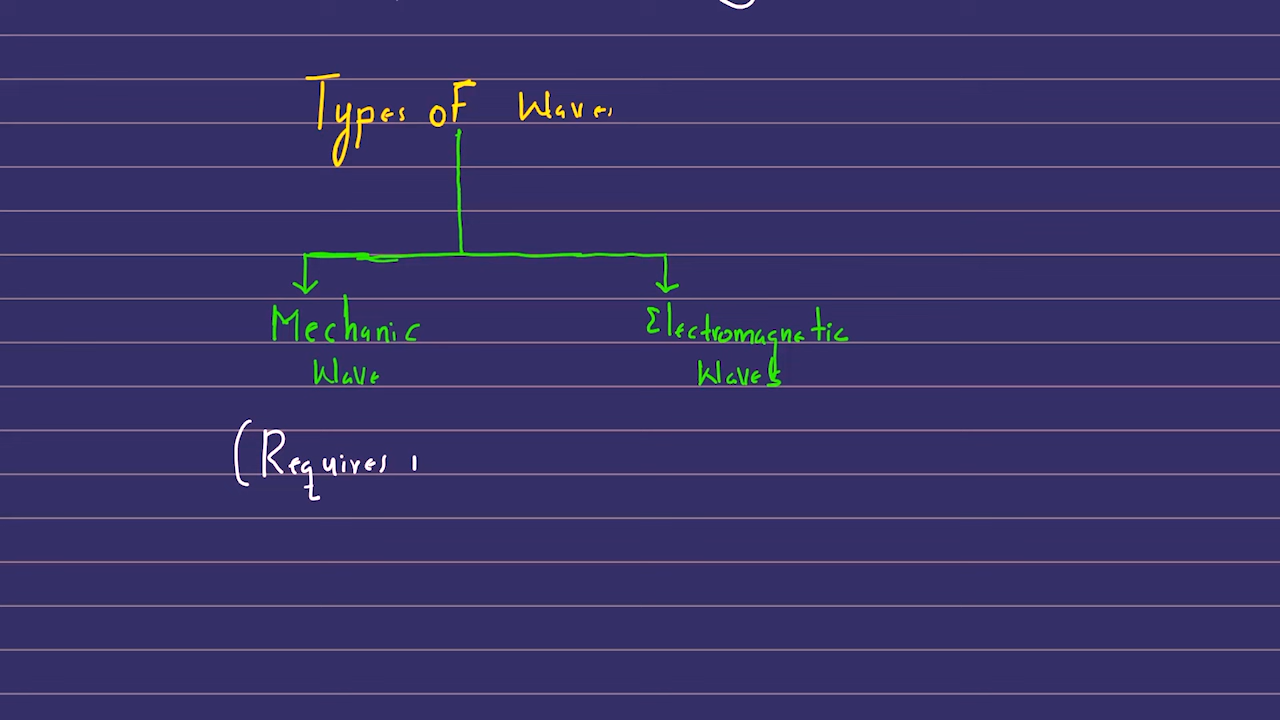 Types of Waves
Mechanic
Wave
Electromagnetic
Waves
(Requires